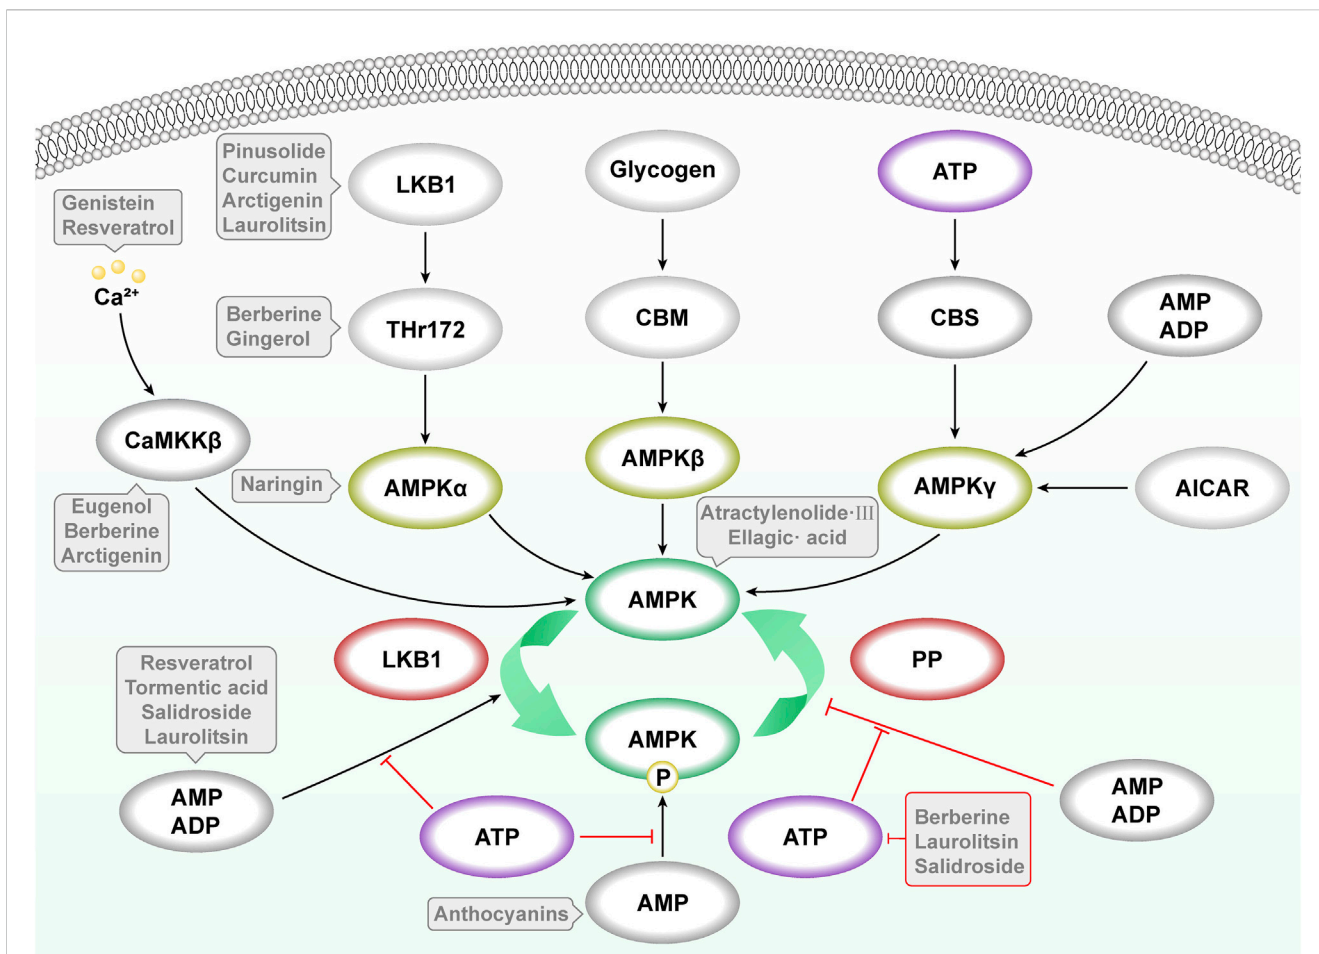 Pinusolide
Curcumin
Arctigenin
Laurolitsin
LKB1
Glycogen
ATP
Genistein
Resveratrol
Ca²⁺
Berberine
Gingerol
THr172
CBM
CBS
AMP
ADP
CaMKKβ
Eugenol
Berberine
Arctigenin
Naringin
AMPKα
AMPKβ
AMPKγ
AICAR
Atractylenolide·III
Ellagic· acid
AMPK
LKB1
PP
Resveratrol
Tormentic acid
Salidroside
Laurolitsin
AMP
ADP
AMPK
P
ATP
ATP
Berberine
Laurolitsin
Salidroside
AMP
ADP
Anthocyanins
AMP